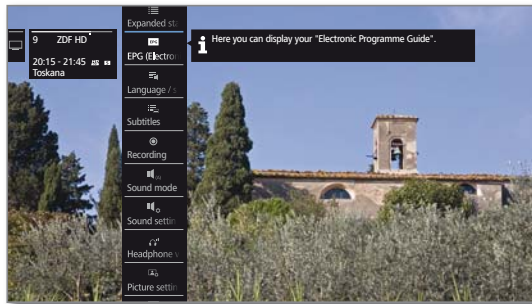 9 ZDF HD
20:15 - 21:45
Toskana
Expanded sta
EPG
EPG (Electron
Language / s
Subtitles
Recording
Sound mode
Sound settin
Headphone v
Picture settin
Here you can display your "Electronic Programme Guide".